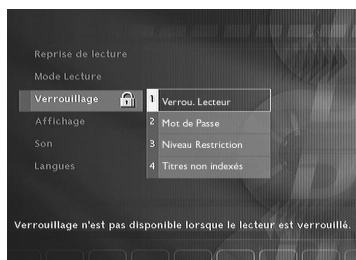 Reprise de lecture
Mode Lecture
Verrouillage
1 Verrou. Lecteur
2 Mot de Passe
3 Niveau Restriction
4 Titres non indexés
Affichage
Son
Langues
Verrouillage n'est pas disponible lorsque le lecteur est verrouillé.